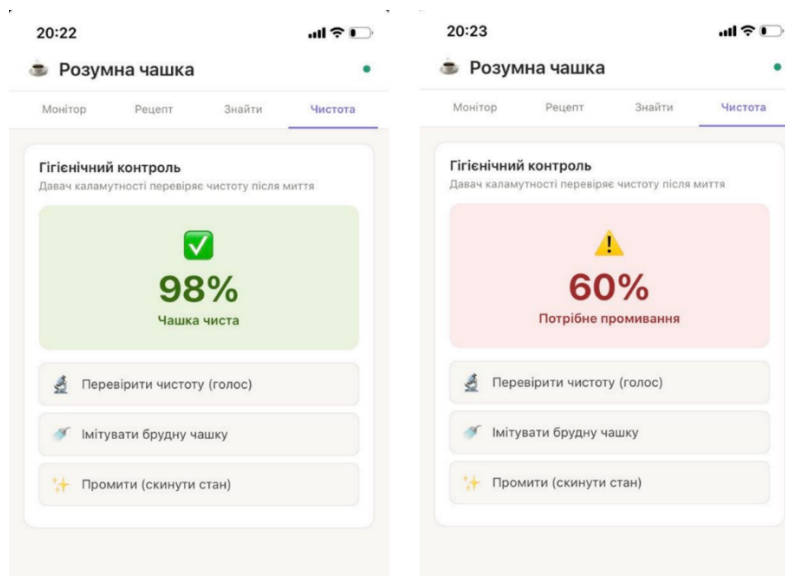 20:22
Розумна чашка
Монітор Рецепт Знайти Чистота
Гігієнічний контроль
Давач каламутності перевіряє чистоту після миття
98%
Чашка чиста
Перевірити чистоту (голос)
Імітувати брудну чашку
Промити (скинути стан)
20:23
Розумна чашка
Монітор Рецепт Знайти Чистота
Гігієнічний контроль
Давач каламутності перевіряє чистоту після миття
60%
Потрібне промивання
Перевірити чистоту (голос)
Імітувати брудну чашку
Промити (скинути стан)